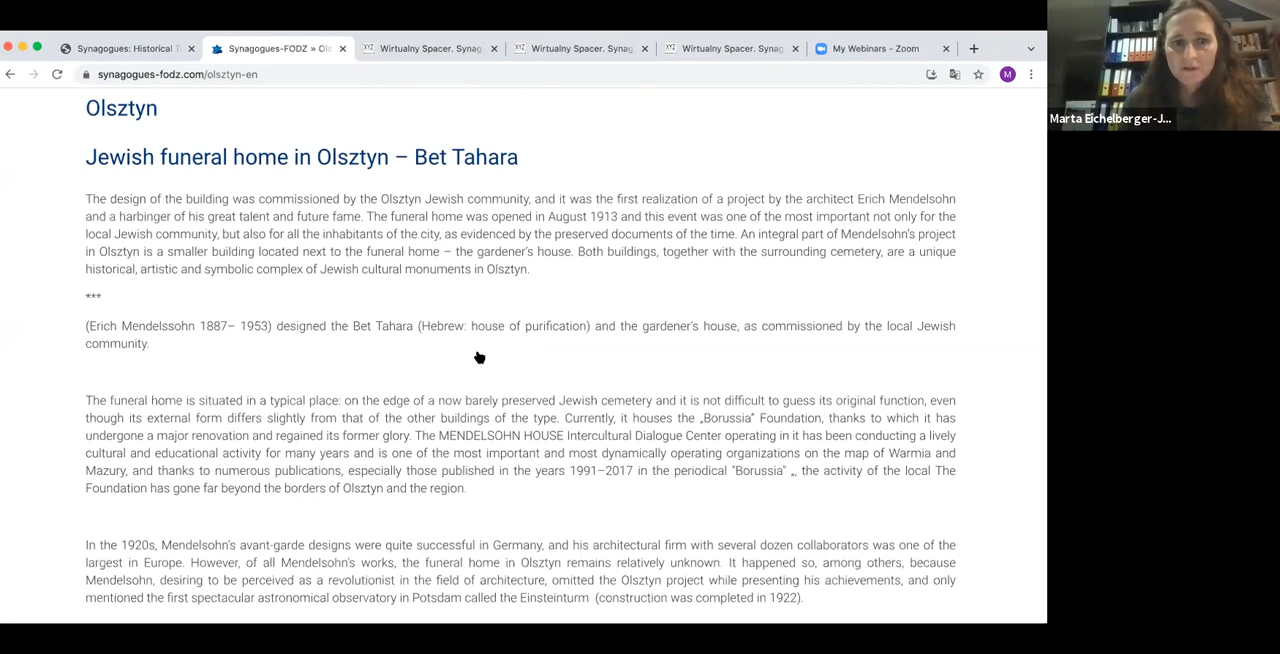 Synagogues: Historical T
Synagogues-FODZ » Ols
XYZ Wirtualny Spacer. Synag
XYZ Wirtualny Spacer. Synag
XYZ Wirtualny Spacer. Synag
My Webinars - Zoom
synagogues-fodz.com/olsztyn-en
M
Marta Eichelberger-J...
Olsztyn
Jewish funeral home in Olsztyn – Bet Tahara
The design of the building was commissioned by the Olsztyn Jewish community, and it was the first realization of a project by the architect Erich Mendelsohn
and a harbinger of his great talent and future fame. The funeral home was opened in August 1913 and this event was one of the most important not only for the
local Jewish community, but also for all the inhabitants of the city, as evidenced by the preserved documents of the time. An integral part of Mendelsohn's project
in Olsztyn is a smaller building located next to the funeral home – the gardener's house. Both buildings, together with the surrounding cemetery, are a unique
historical, artistic and symbolic complex of Jewish cultural monuments in Olsztyn.
***
(Erich Mendelssohn 1887– 1953) designed the Bet Tahara (Hebrew: house of purification) and the gardener's house, as commissioned by the local Jewish
community.
The funeral home is situated in a typical place: on the edge of a now barely preserved Jewish cemetery and it is not difficult to guess its original function, even
though its external form differs slightly from that of the other buildings of the type. Currently, it houses the „Borussia" Foundation, thanks to which it has
undergone a major renovation and regained its former glory. The MENDELSOHN HOUSE Intercultural Dialogue Center operating in it has been conducting a lively
cultural and educational activity for many years and is one of the most important and most dynamically operating organizations on the map of Warmia and
Mazury, and thanks to numerous publications, especially those published in the years 1991–2017 in the periodical "Borussia" „, the activity of the local The
Foundation has gone far beyond the borders of Olsztyn and the region.
In the 1920s, Mendelsohn's avant-garde designs were quite successful in Germany, and his architectural firm with several dozen collaborators was one of the
largest in Europe. However, of all Mendelsohn's works, the funeral home in Olsztyn remains relatively unknown. It happened so, among others, because
Mendelsohn, desiring to be perceived as a revolutionist in the field of architecture, omitted the Olsztyn project while presenting his achievements, and only
mentioned the first spectacular astronomical observatory in Potsdam called the Einsteinturm (construction was completed in 1922).